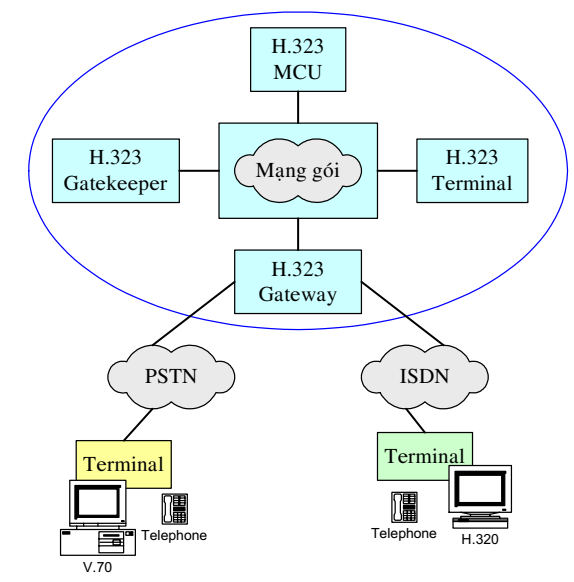 H.323
MCU
H.323
Gatekeeper
Mạng gói
H.323
Terminal
H.323
Gateway
PSTN
ISDN
Terminal
Terminal
Telephone
Telephone
H.320
V.70